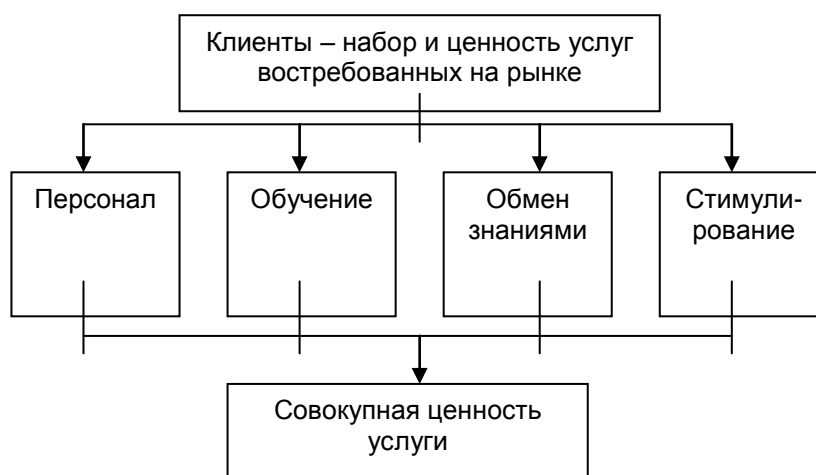 Клиенты – набор и ценность услуг
востребованных на рынке
Персонал
Обучение
Обмен
знаниями
Стимули-
рование
Совокупная ценность
услуги